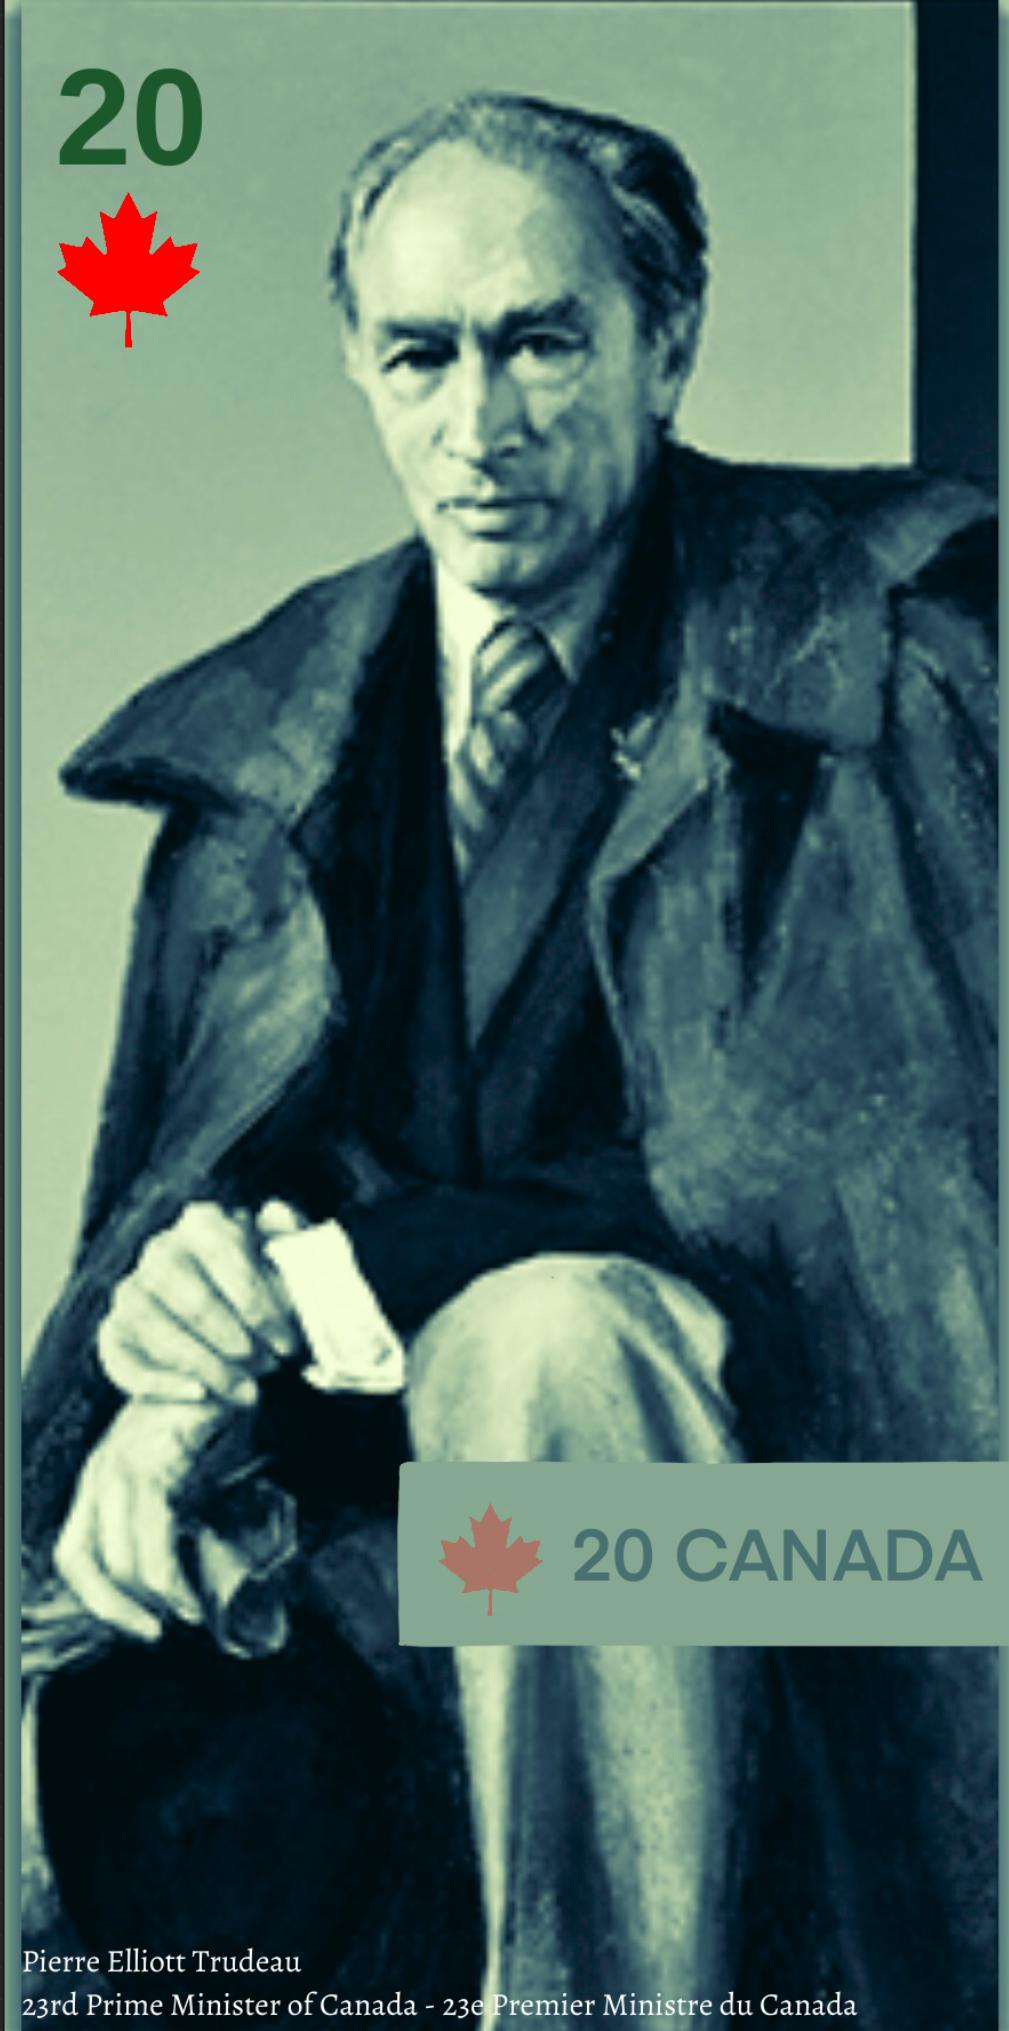 20
20 CANADA
Pierre Elliott Trudeau
23rd Prime Minister of Canada - 23e Premier Ministre du Canada